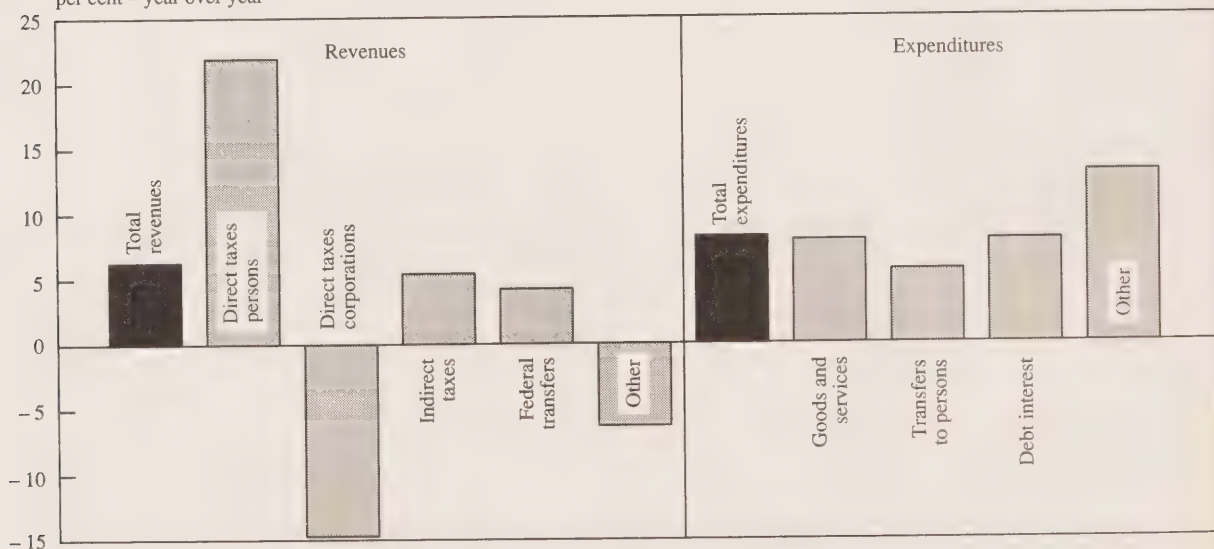 per cent – year over year
25
20
15
10
5
0
– 5
– 10
– 15
Revenues
Total
revenues
Direct taxes
persons
Direct taxes
corporations
Indirect
taxes
Federal
transfers
Other
Expenditures
Total
expenditures
Goods and
services
Transfers
to persons
Debt interest
Other